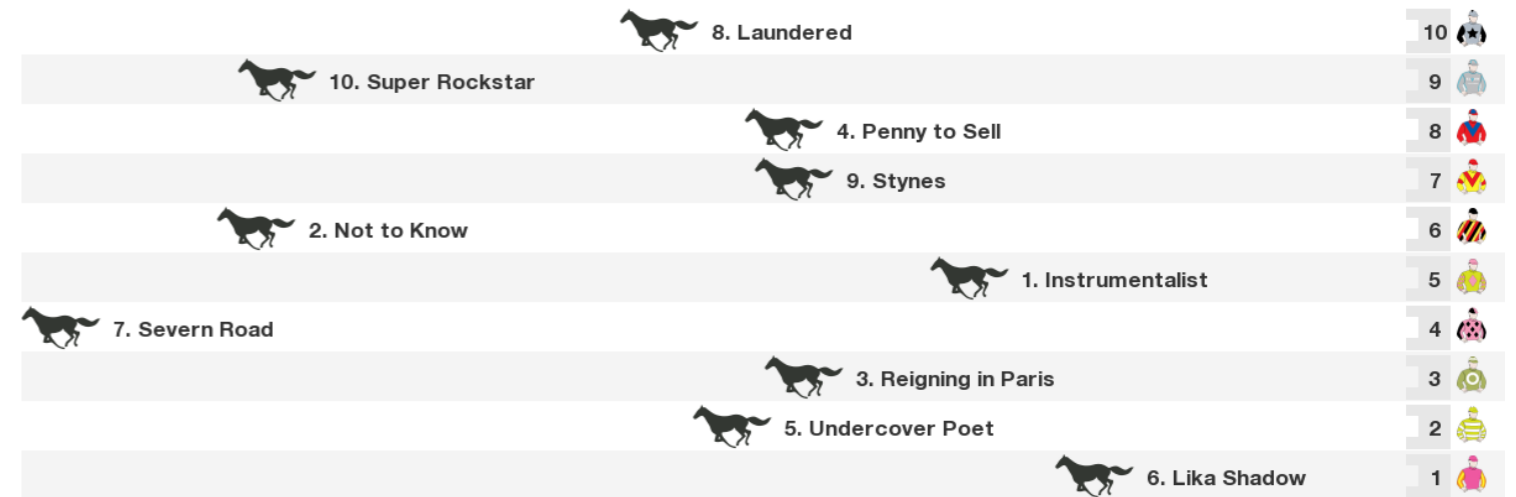 8. Laundered 10
10. Super Rockstar 9
4. Penny to Sell 8
9. Stynes 7
2. Not to Know 6
1. Instrumentalist 5
7. Severn Road 4
3. Reigning in Paris 3
5. Undercover Poet 2
6. Lika Shadow 1